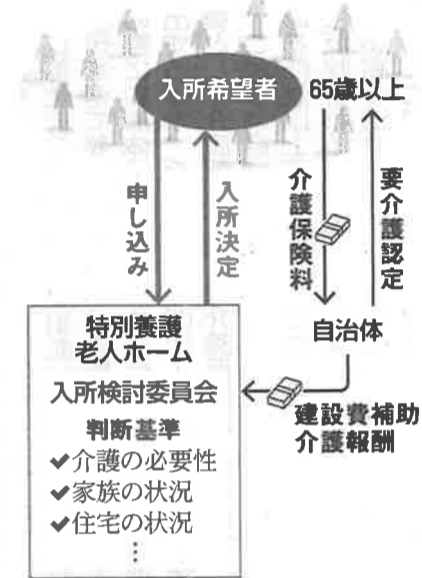 入所希望者
65歳以上
申し込み
入所決定
介護保険料
要介護認定
特別養護
老人ホーム
自治体
入所検討委員会
建設費補助
介護報酬
判断基準
✔介護の必要性
✔家族の状況
✔住宅の状況
⋮